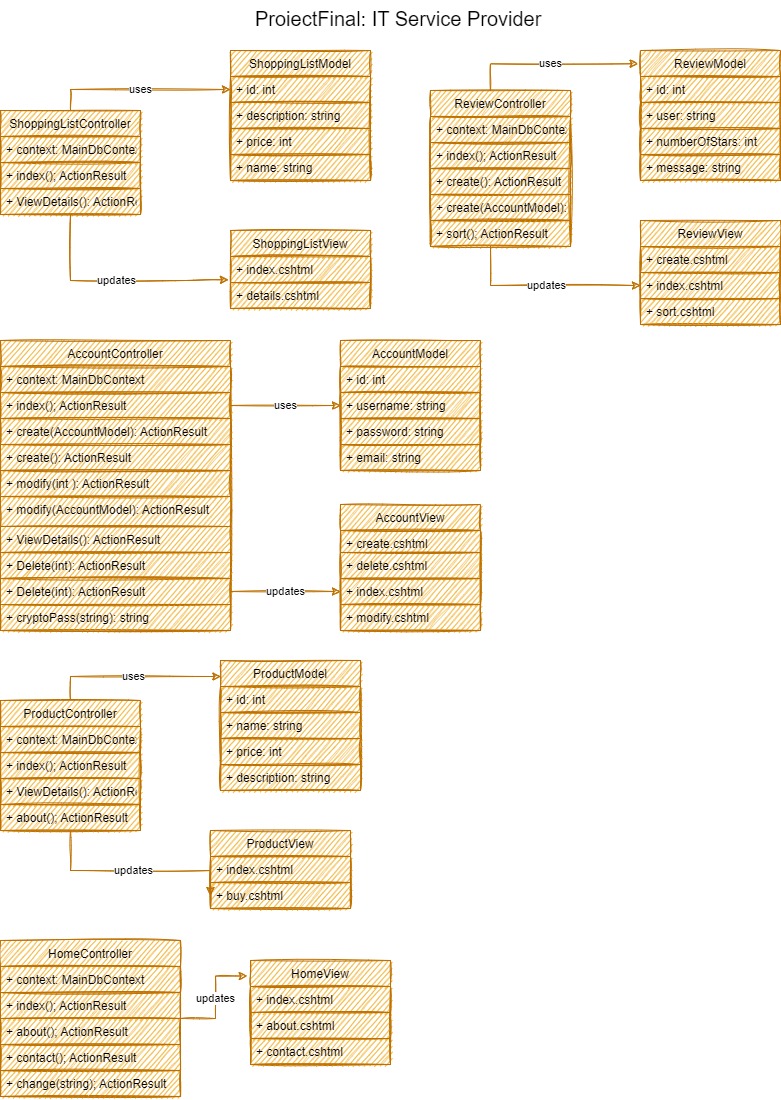 ProiectFinal: IT Service Provider
uses
ShoppingListModel
+ id: int
+ description: string
+ price: int
+ name: string
ShoppingListController
+ context: MainDbConte
+ index(); ActionResult
+ ViewDetails(): ActionR
updates
ShoppingListView
+ index.cshtml
+ details.cshtml
uses
ReviewModel
+ id: int
+ user: string
+ numberOfStars: int
+ message: string
ReviewController
+ context: MainDbConte
+ index(); ActionResult
+ create(): ActionResult
+ create(AccountModel):
+ sort(); ActionResult
updates
ReviewView
+ create.cshtml
+ index.cshtml
+ sort.cshtml
AccountController
+ context: MainDbContext
+ index(); ActionResult
+ create(AccountModel): ActionResult
+ create(): ActionResult
+ modify(int ): ActionResult
+ modify(AccountModel): ActionResult
+ ViewDetails(): ActionResult
+ Delete(int): ActionResult
+ Delete(int): ActionResult
+ cryptoPass(string): string
uses
AccountModel
+ id: int
+ username: string
+ password: string
+ email: string
updates
AccountView
+ create.cshtml
+ delete.cshtml
+ index.cshtml
+ modify.cshtml
uses
ProductModel
+ id: int
+ name: string
+ price: int
+ description: string
ProductController
+ context: MainDbConte
+ index(); ActionResult
+ ViewDetails(): ActionR
+ about(); ActionResult
updates
ProductView
+ index.cshtml
+ buy.cshtml
HomeController
+ context: MainDbContext
+ index(); ActionResult
+ about(); ActionResult
+ contact(); ActionResult
+ change(string); ActionResult
updates
HomeView
+ index.cshtml
+ about.cshtml
+ contact.cshtml